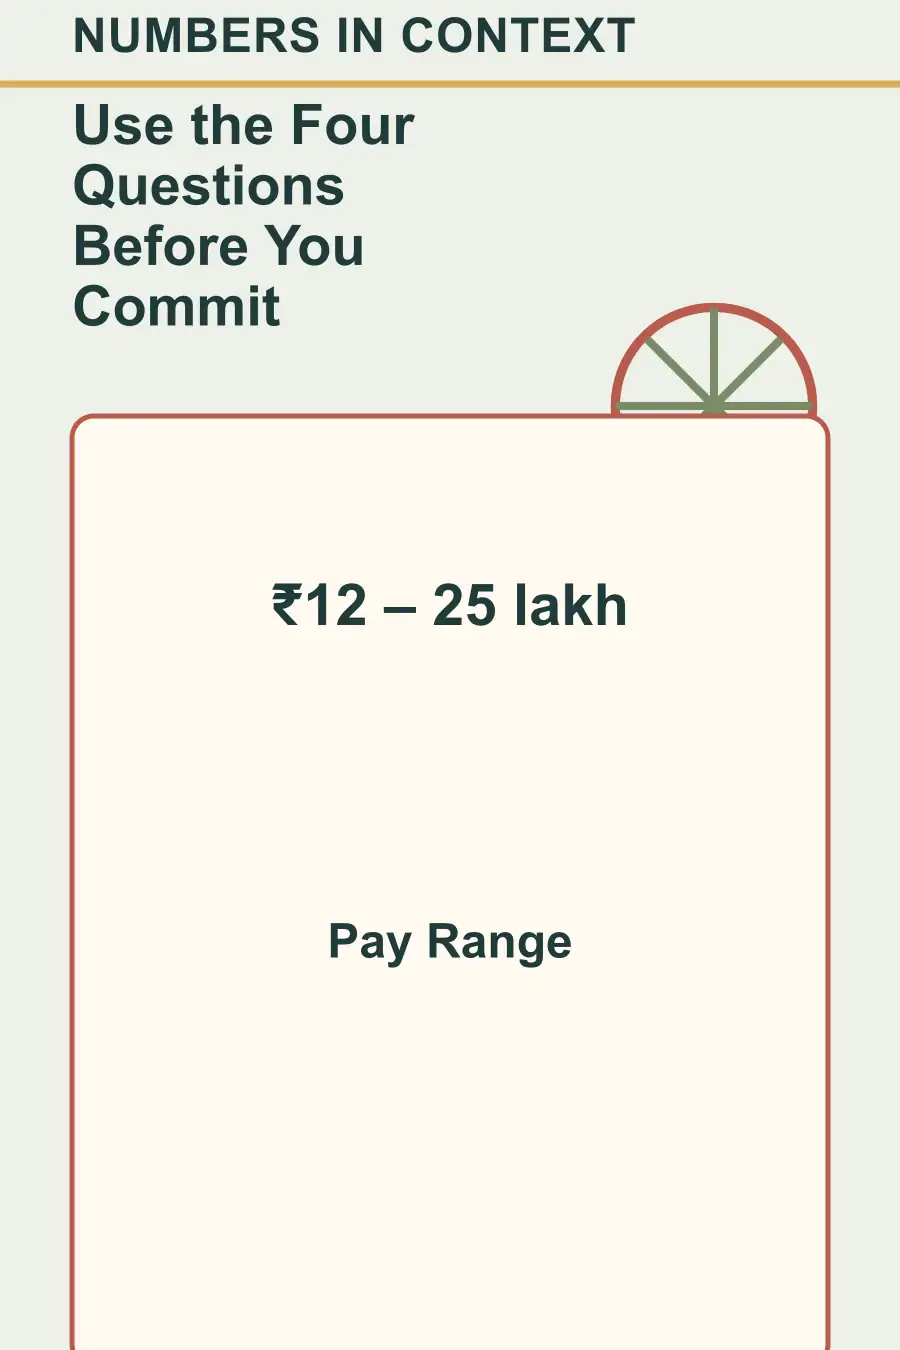 NUMBERS IN CONTEXT
Use the Four
Questions
Before You
Commit
₹12 – 25 lakh
Pay Range